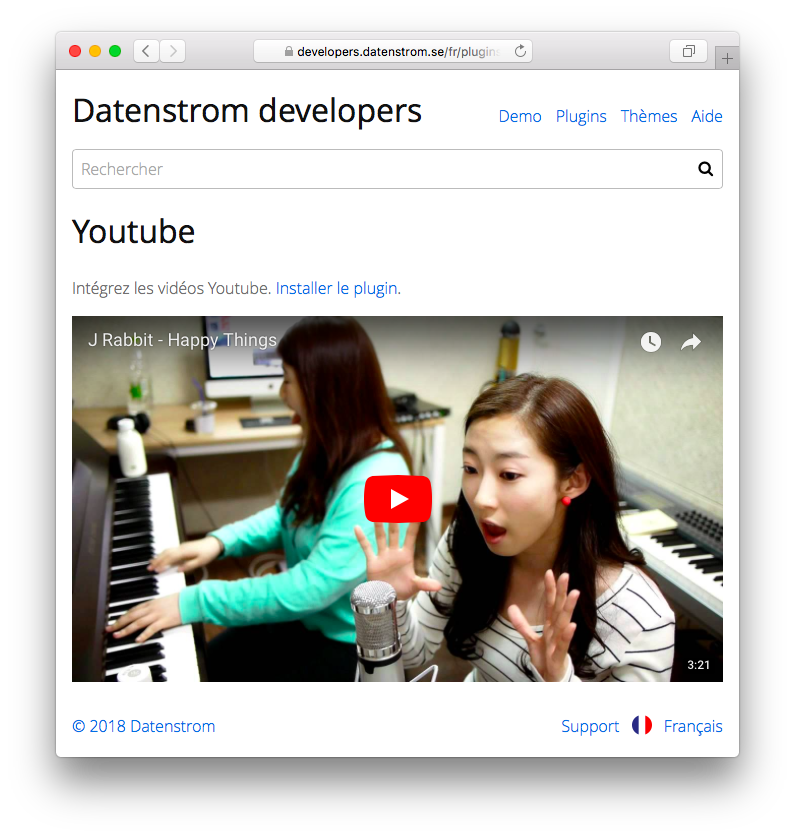 developers.datenstrom.se/fr/plugins
Datenstrom developers
Demo Plugins Thèmes Aide
Rechercher
Youtube
Intégrez les vidéos Youtube. Installer le plugin.
J Rabbit - Happy Things
3:21
© 2018 Datenstrom
Support Français